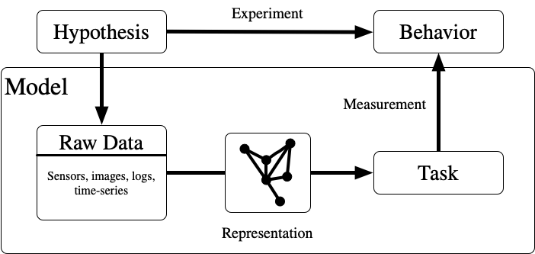 Experiment
Hypothesis
Behavior
Model
Measurement
Raw Data
Sensors, images, logs,
time-series
Task
Representation